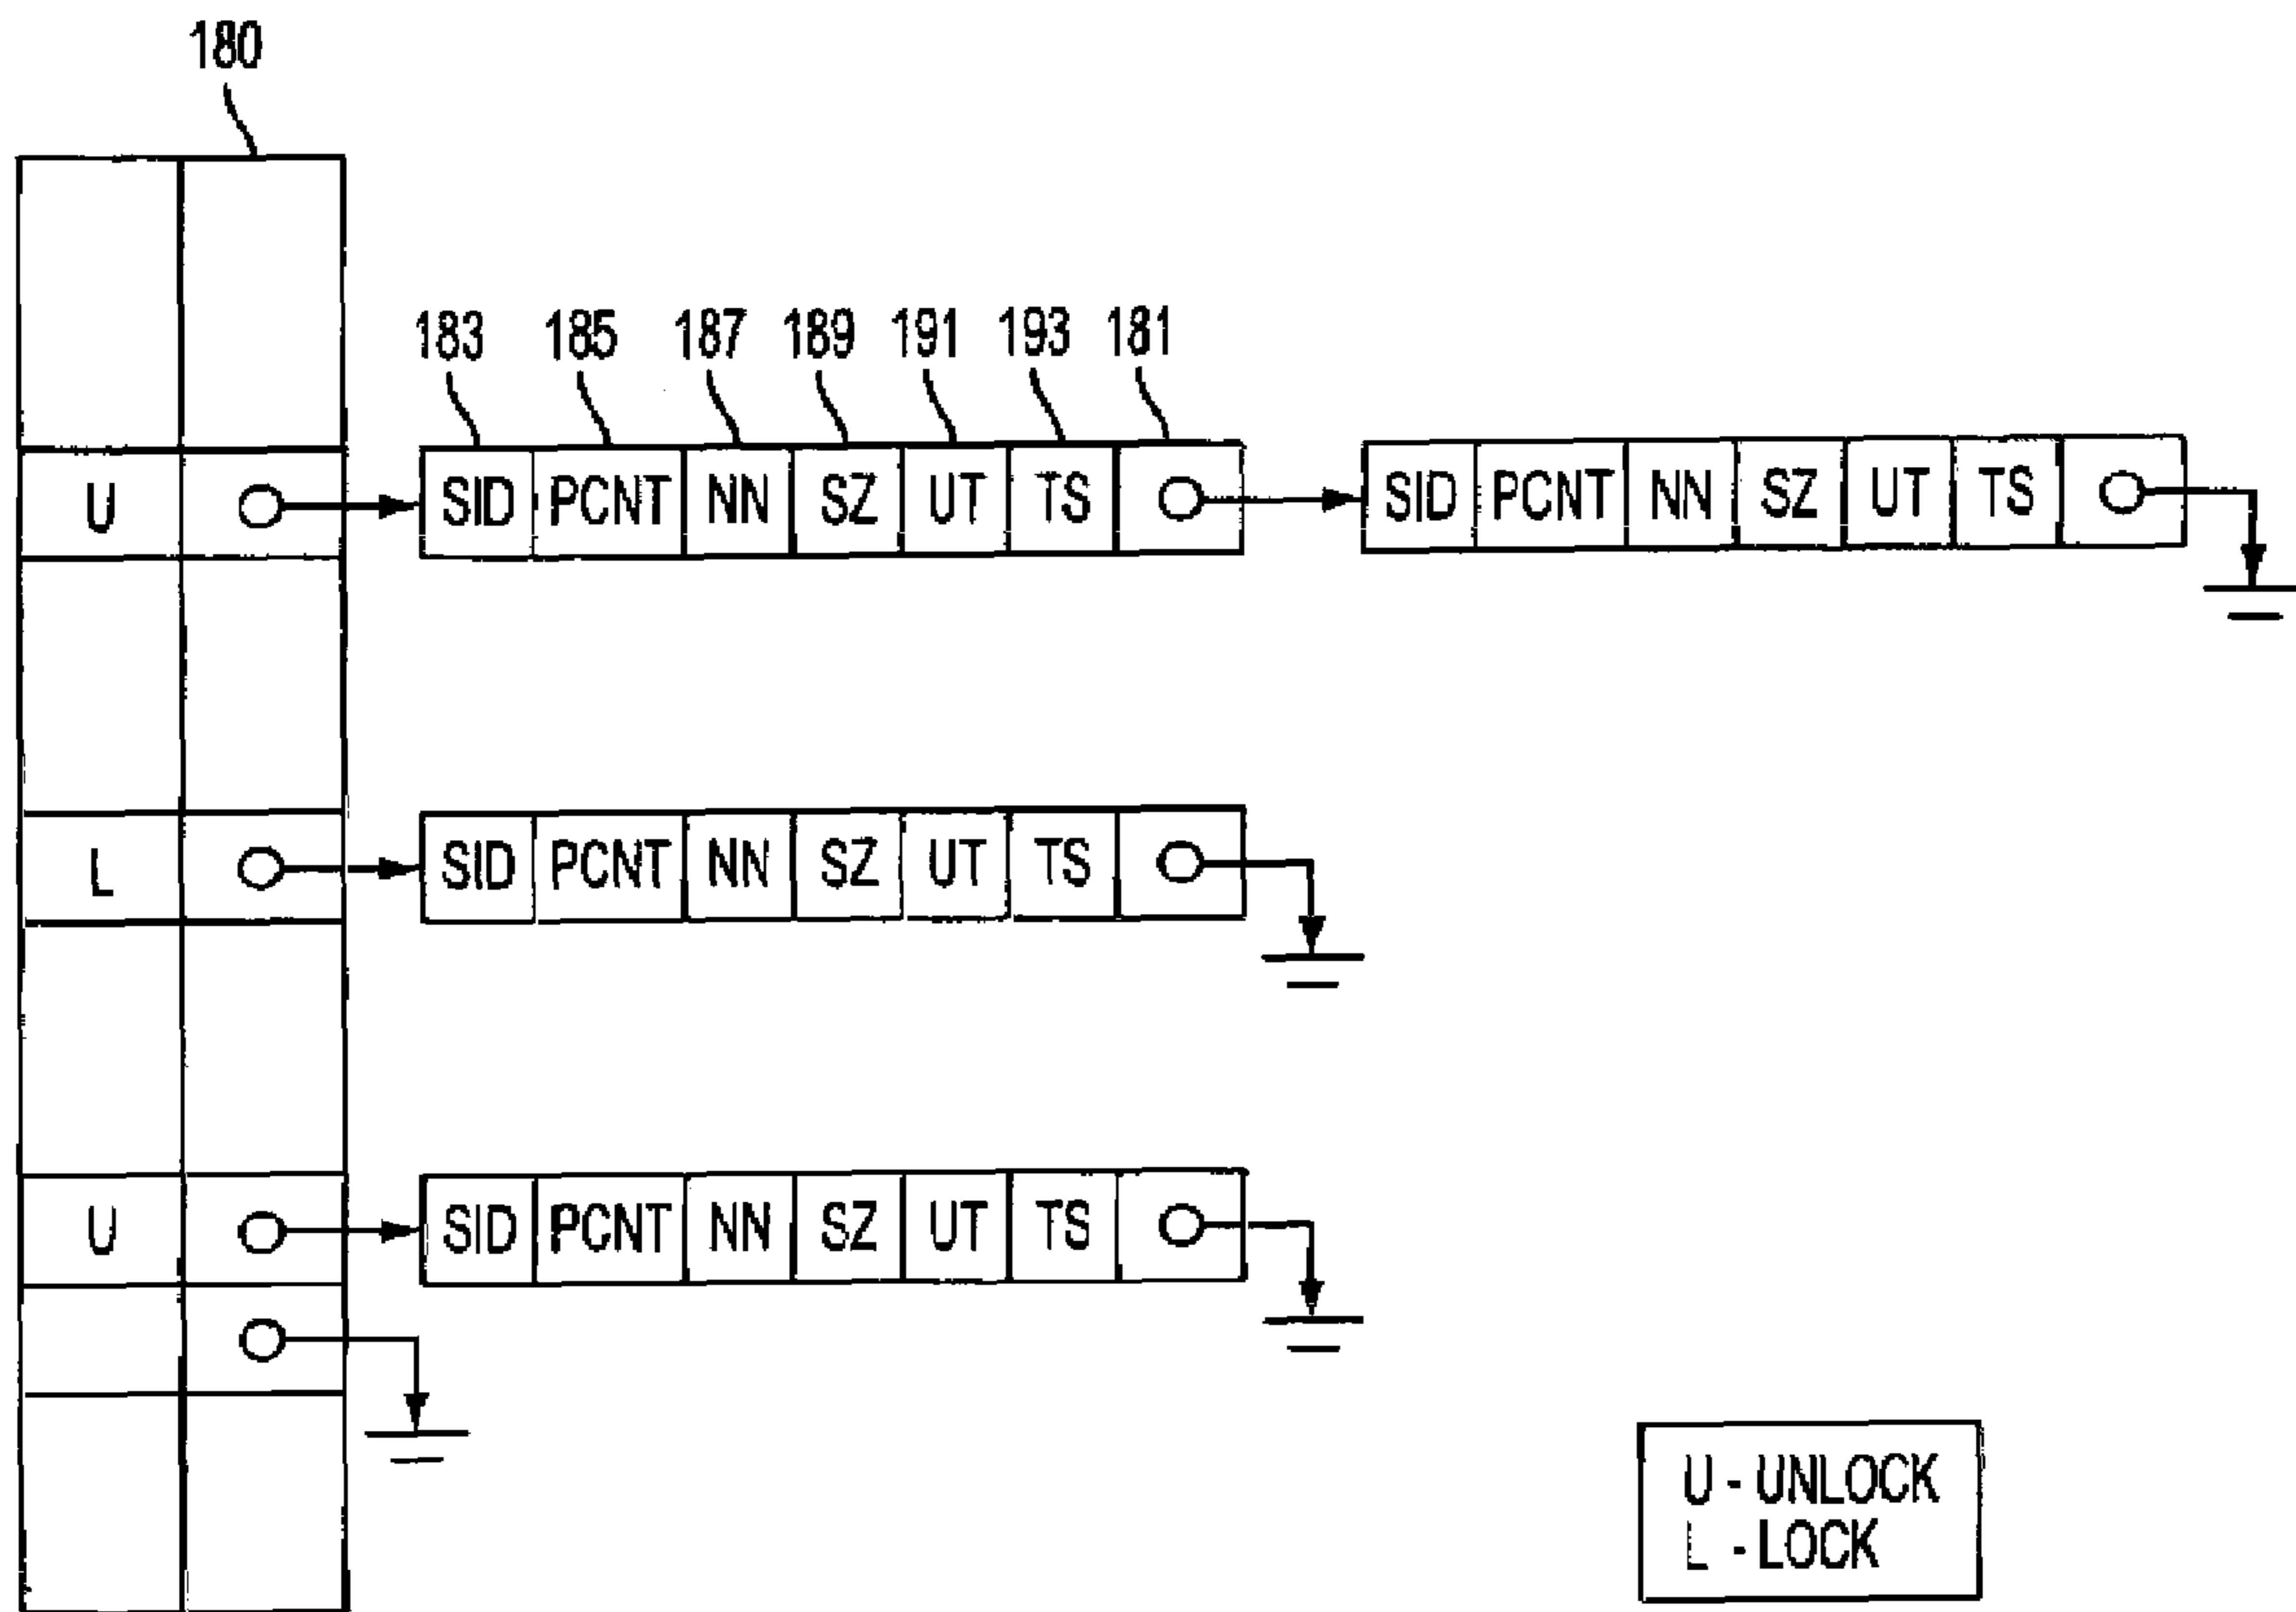 180
183 185 187 189 191 193 181
U SID PCNT NN SZ UT TS SID PCNT NN SZ UT TS
L SID PCNT NN SZ UT TS
U SID PCNT NN SZ UT TS
U - UNLOCK
L - LOCK